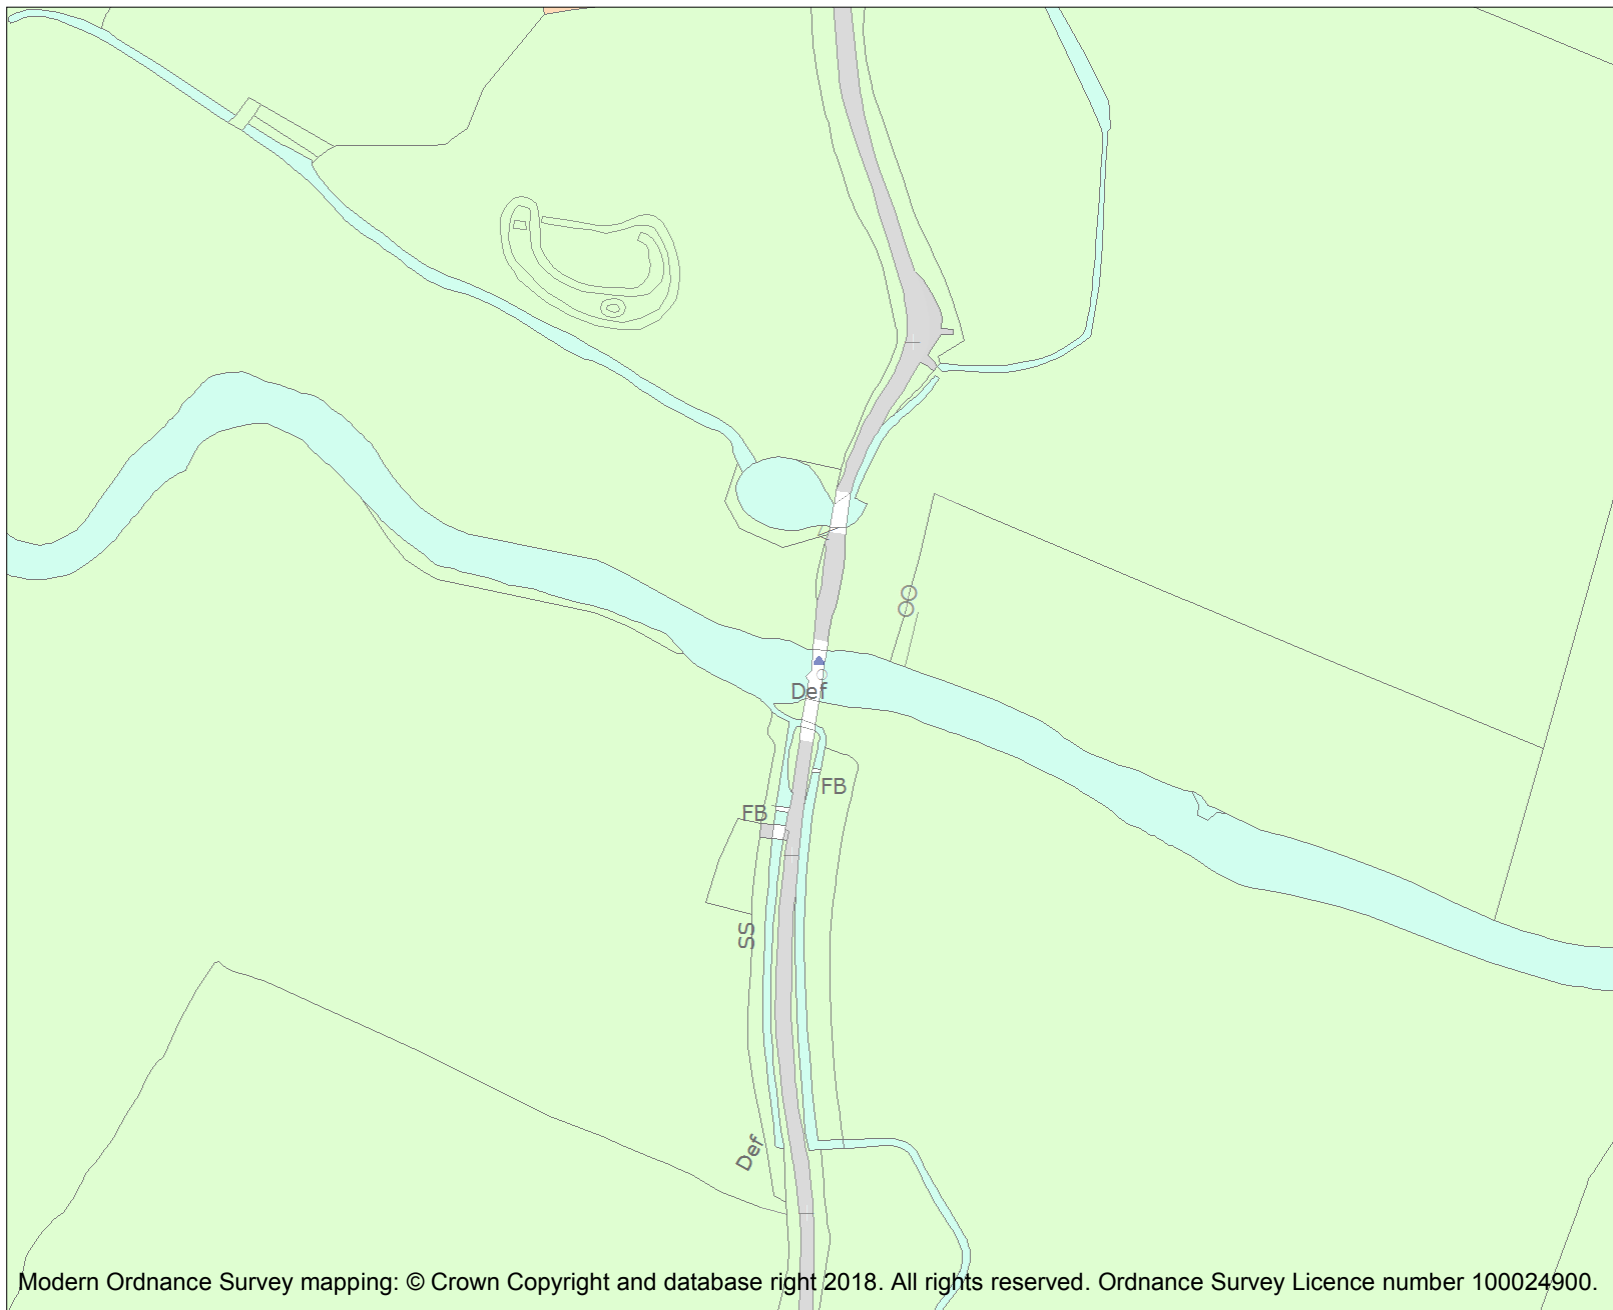 OO
Def
FB
FB
SS
Def
Modern Ordnance Survey mapping: © Crown Copyright and database right 2018. All rights reserved. Ordnance Survey Licence number 100024900.